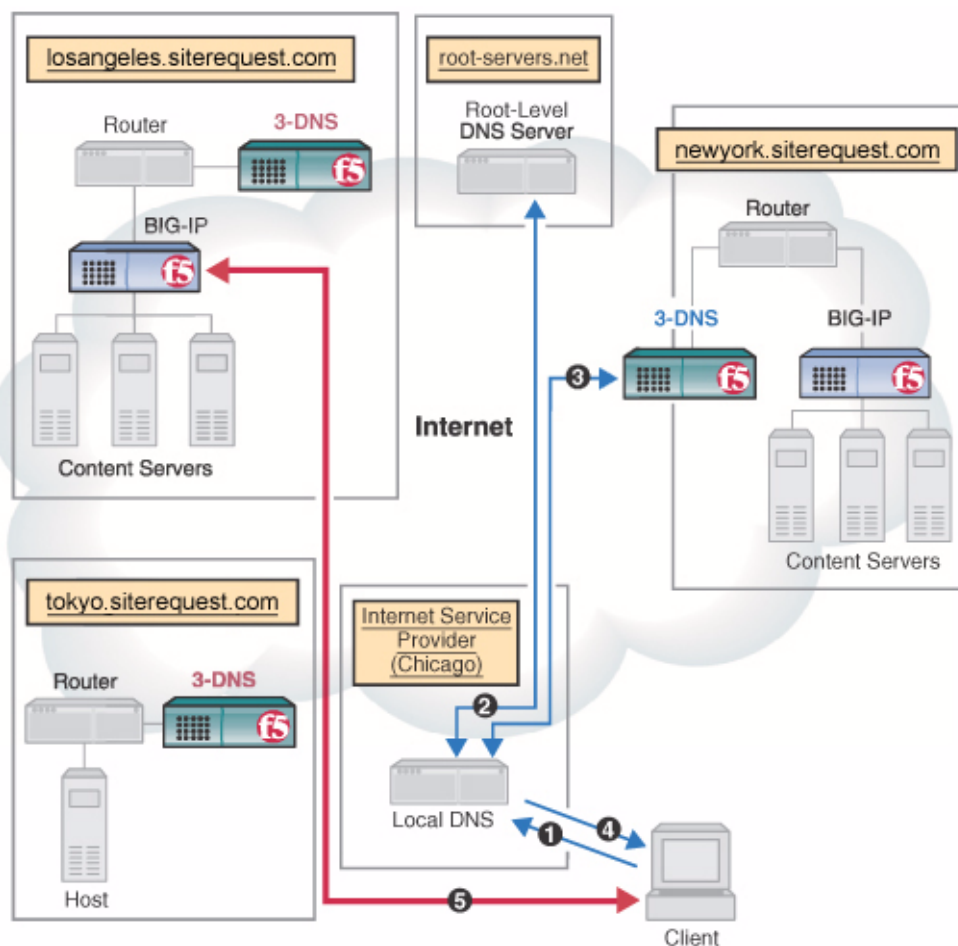 losangeles.siterequest.com
Router
3-DNS
f5
BIG-IP
f5
Content Servers
root-servers.net
Root-Level
DNS Server
newyork.siterequest.com
Router
3-DNS
f5
BIG-IP
f5
Content Servers
Internet
3
tokyo.siterequest.com
Router
3-DNS
f5
Host
Internet Service
Provider
(Chicago)
2
Local DNS
1
4
5
Client